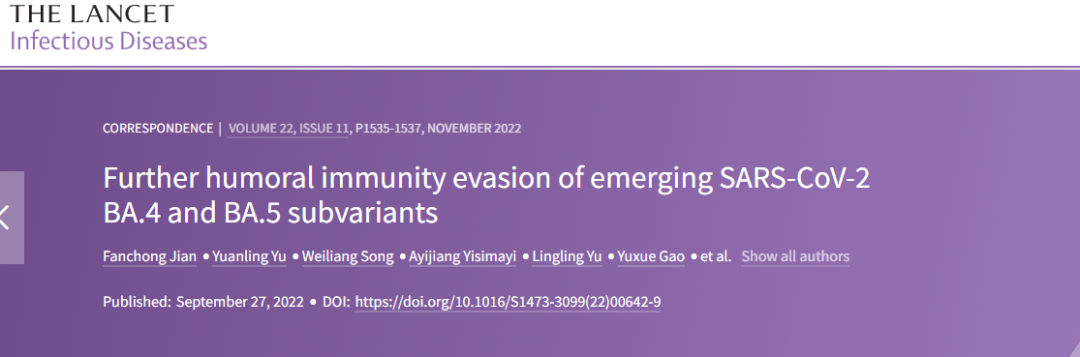 THE LANCET
Infectious Diseases
CORRESPONDENCE | VOLUME 22, ISSUE 11, P1535-1537, NOVEMBER 2022
Further humoral immunity evasion of emerging SARS-CoV-2
BA.4 and BA.5 subvariants
Fanchong Jian • Yuanling Yu • Weiliang Song • Ayijiang Yisimayi • Lingling Yu • Yuxue Gao • et al. Show all authors
Published: September 27, 2022 • DOI: https://doi.org/10.1016/S1473-3099(22)00642-9